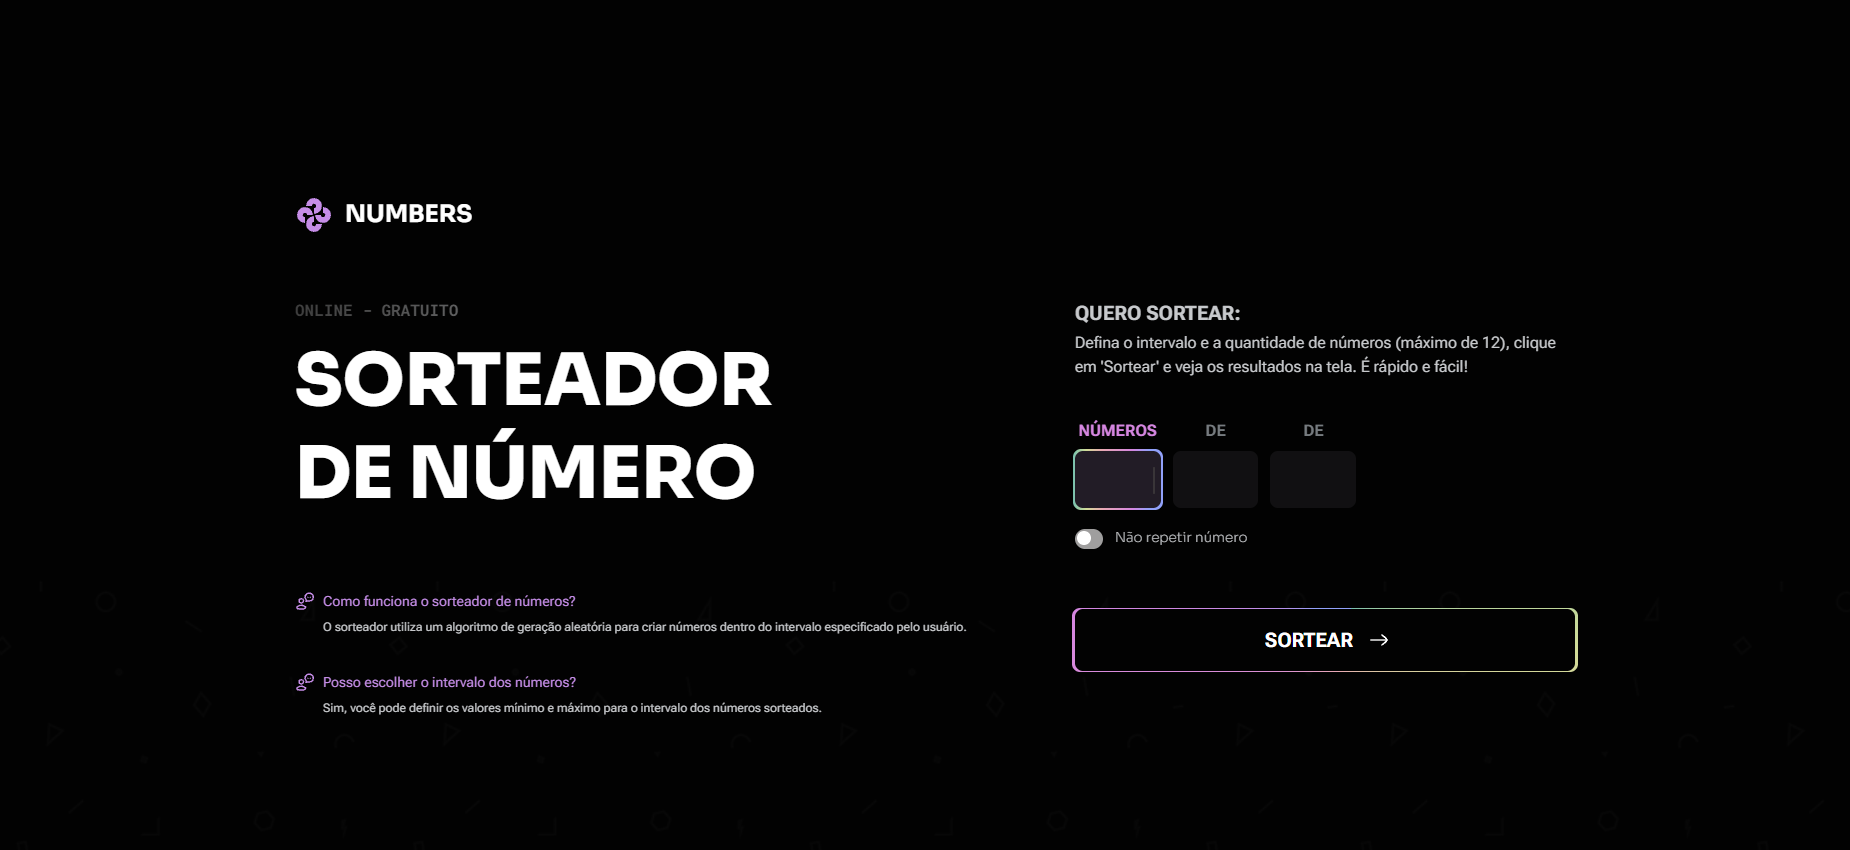 NUMBERS
ONLINE - GRATUITO
SORTEADOR
DE NÚMERO
Como funciona o sorteador de números?
O sorteador utiliza um algoritmo de geração aleatória para criar números dentro do intervalo especificado pelo usuário.
Posso escolher o intervalo dos números?
Sim, você pode definir os valores mínimo e máximo para o intervalo dos números sorteados.
QUERO SORTEAR:
Defina o intervalo e a quantidade de números (máximo de 12), clique
em 'Sortear' e veja os resultados na tela. É rápido e fácil!
NÚMEROS DE DE
Não repetir número
SORTEAR